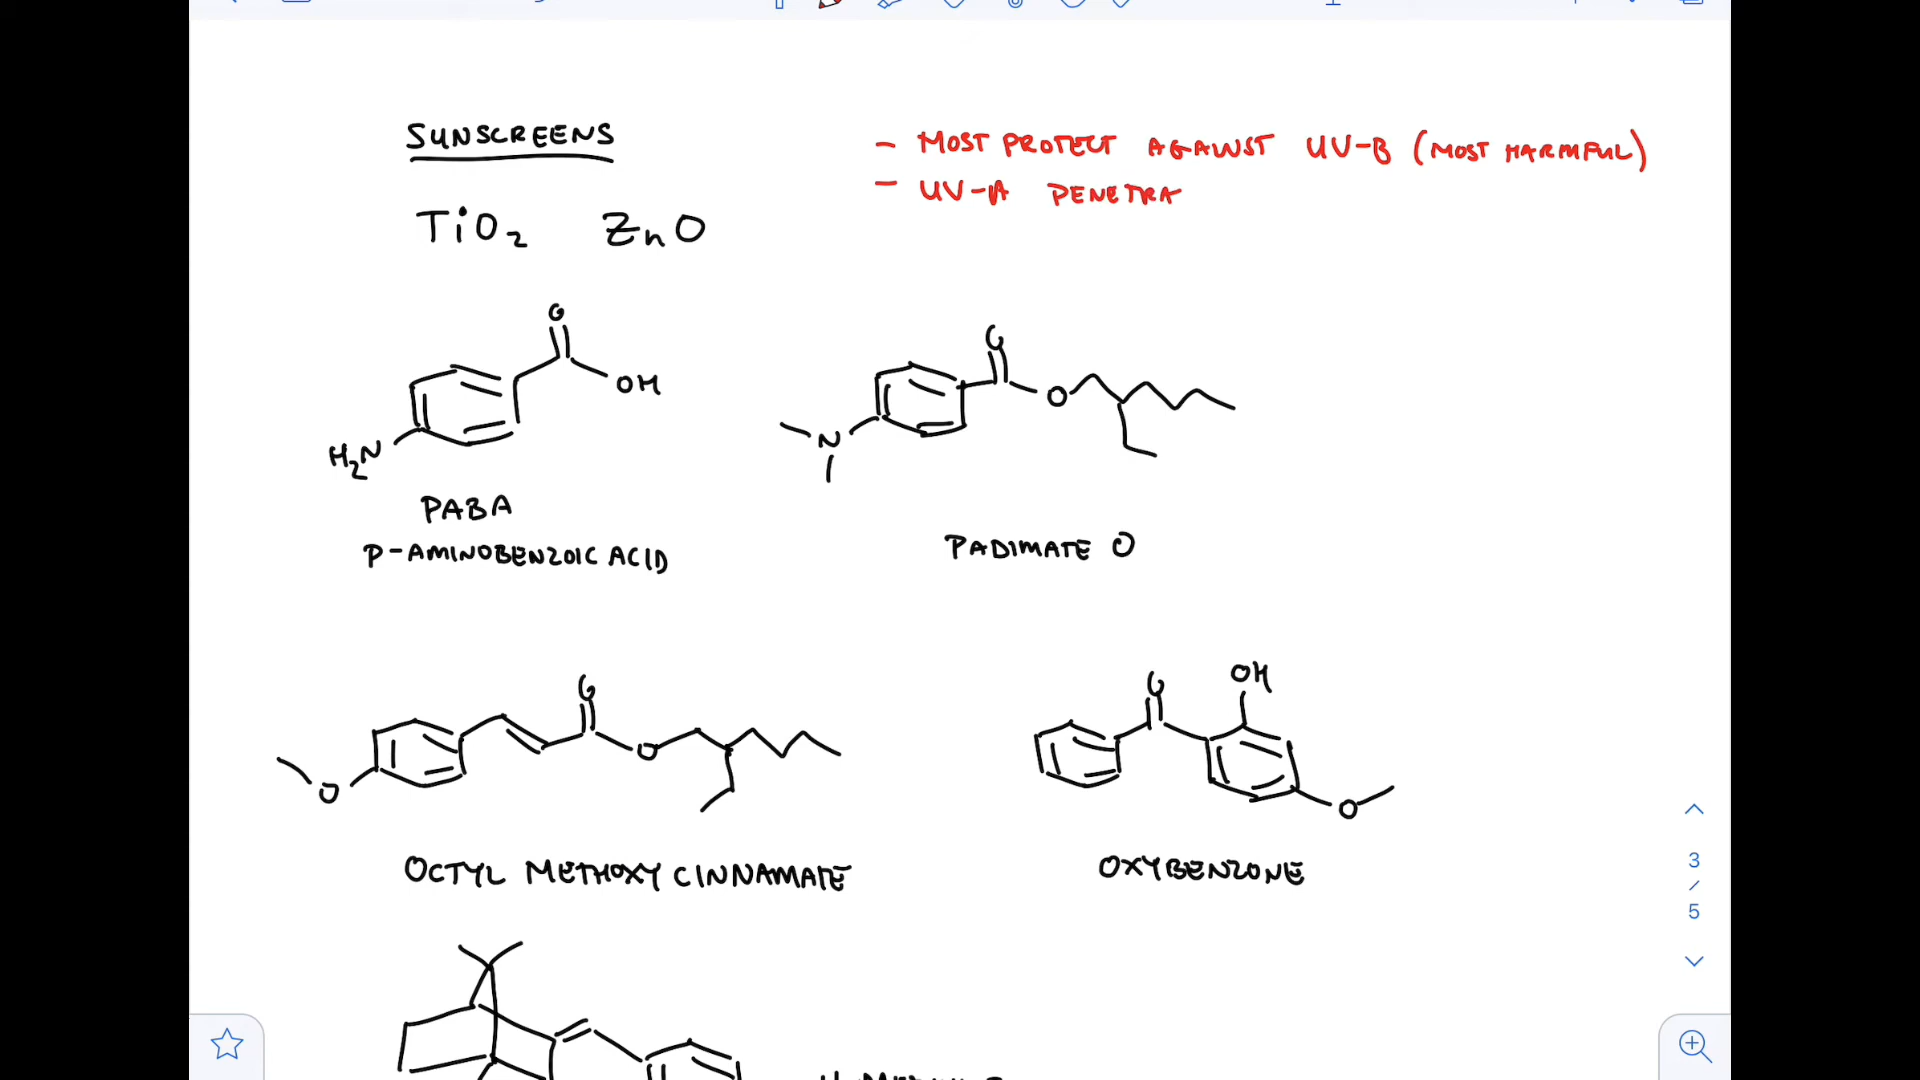 SUNSCREENS
- MOST PROTECT AGAINST UV-B (MOST HARMFUL)
- UV-A PENETRA
TiO2 ZnO
O
OH
H2N
PABA
P-AMINOBENZOIC ACID
O
O
N
PADIMATE O
O
O
O
OCTYL METHOXY CINNAMATE
O
OH
O
OXYBENZONE
3
/
5